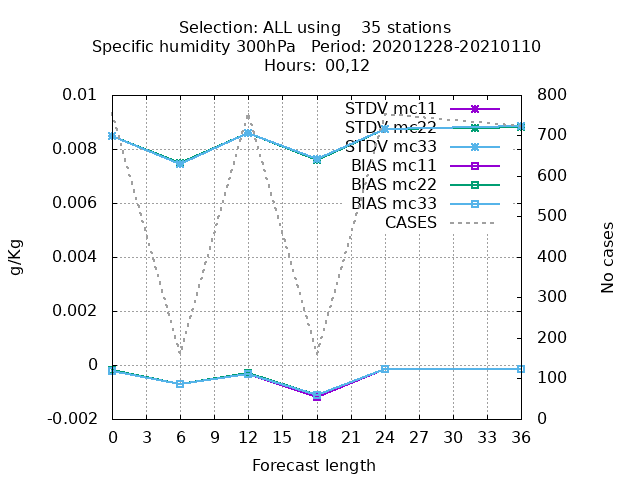 Selection: ALL using 35 stations
Specific humidity 300hPa Period: 20201228-20210110
Hours: 00,12
0.01
0.008
0.006
0.004
0.002
0
-0.002
g/Kg
STDV mc11
STDV mc22
STDV mc33
BIAS mc11
BIAS mc22
BIAS mc33
CASES
800
700
600
500
400
300
200
100
0
No cases
0 3 6 9 12 15 18 21 24 27 30 33 36
Forecast length